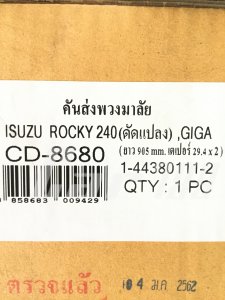 คันส่งพวงมาลัย
ISUZU ROCKY 240 (ดัดแปลง) ,GIGA
CD-8680 (ยาว 905 mm. เตเปอร์ 29.4 x 2)
1-44380111-2
858683 009429 QTY : 1 PC
ตรวจแล้ว 04 ม.ค. 2562